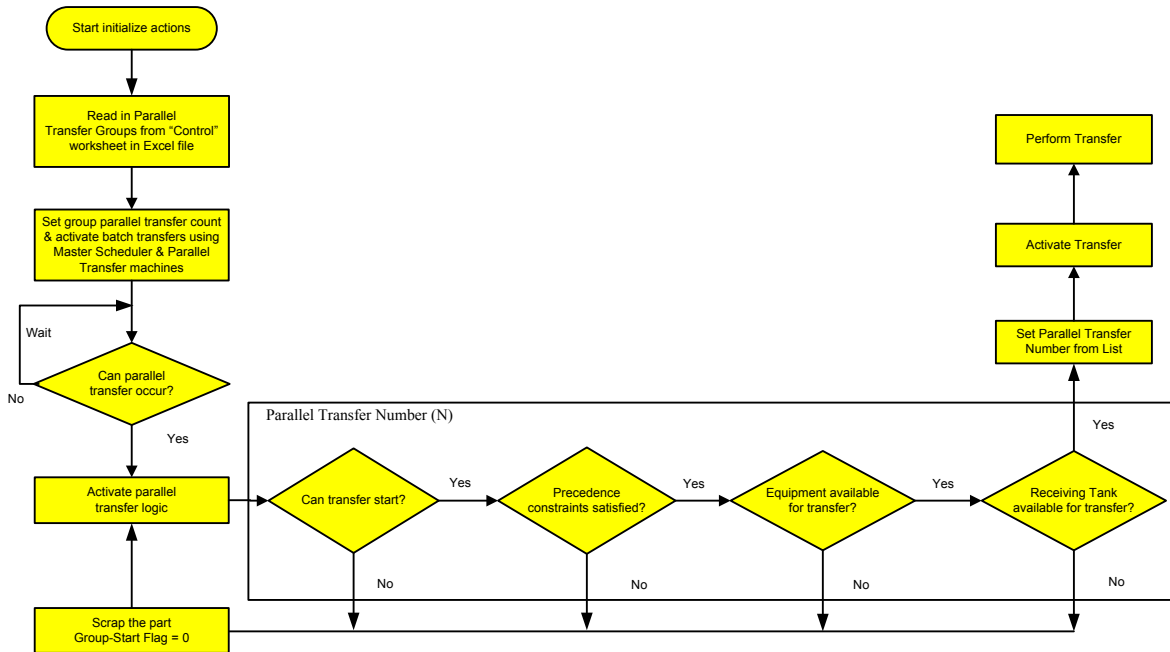 Start initialize actions
Read in Parallel
Transfer Groups from “Control”
worksheet in Excel file
Set group parallel transfer count
& activate batch transfers using
Master Scheduler & Parallel
Transfer machines
Wait
Can parallel
transfer occur?
No
Yes
Activate parallel
transfer logic
Scrap the part
Group-Start Flag = 0
Parallel Transfer Number (N)
Can transfer start?
Yes
No
Precedence
constraints satisfied?
Yes
No
Equipment available
for transfer?
Yes
No
Receiving Tank
available for transfer?
Yes
No
Set Parallel Transfer
Number from List
Activate Transfer
Perform Transfer